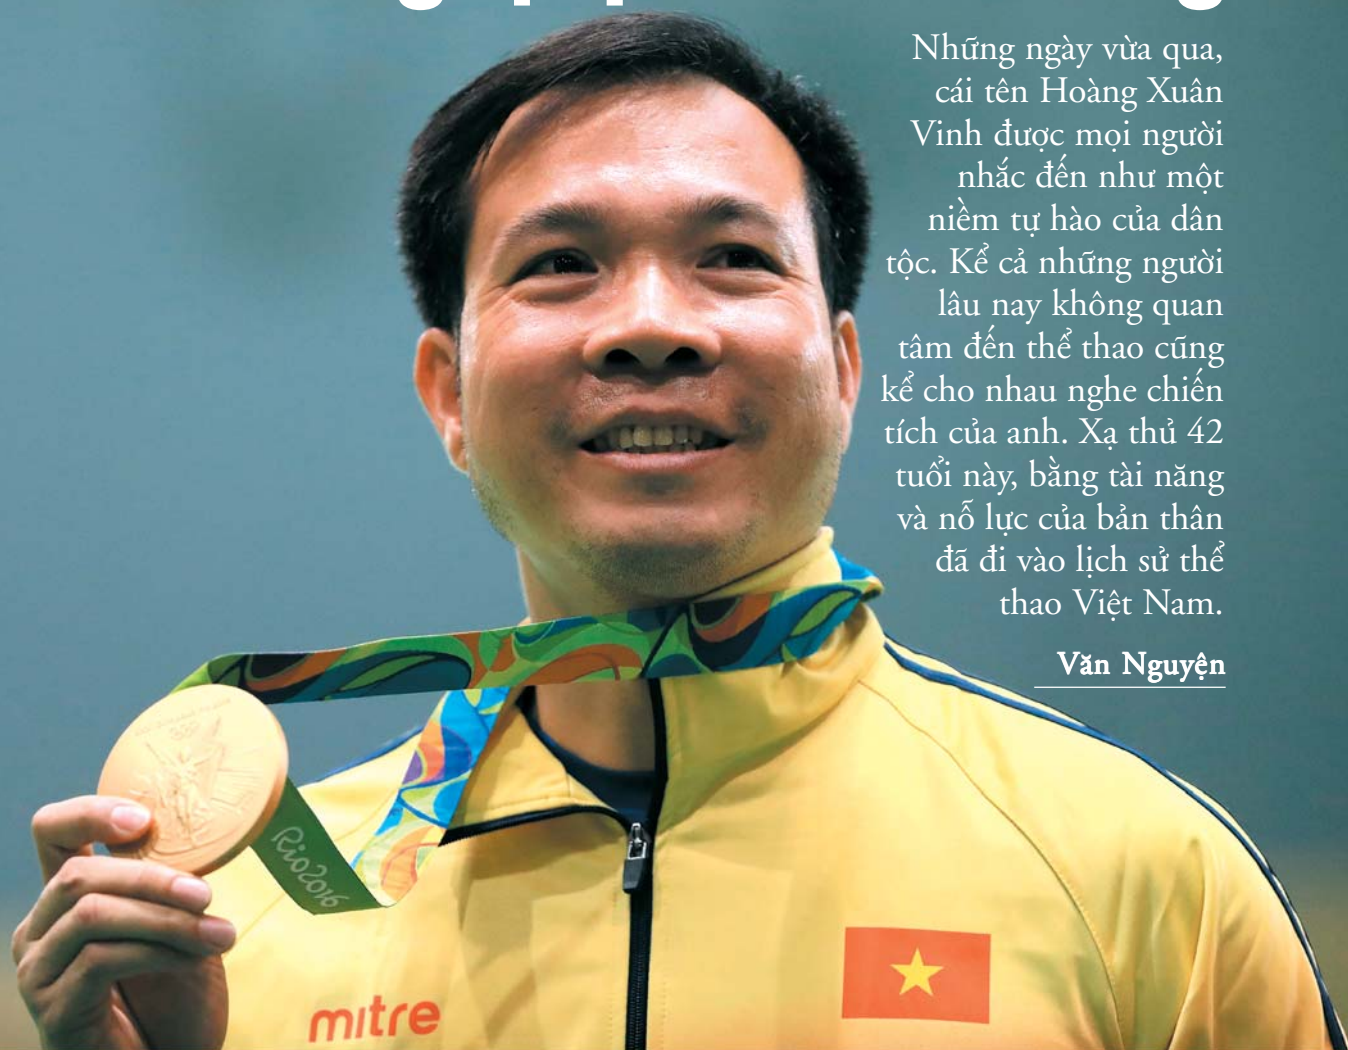 Những ngày vừa qua,
cái tên Hoàng Xuân
Vinh được mọi người
nhắc đến như một
niềm tự hào của dân
tộc. Kể cả những người
lâu nay không quan
tâm đến thể thao cũng
kể cho nhau nghe chiến
tích của anh. Xạ thủ 42
tuổi này, bằng tài năng
và nỗ lực của bản thân
đã đi vào lịch sử thể
thao Việt Nam.
Văn Nguyện
Rio2016
mitre